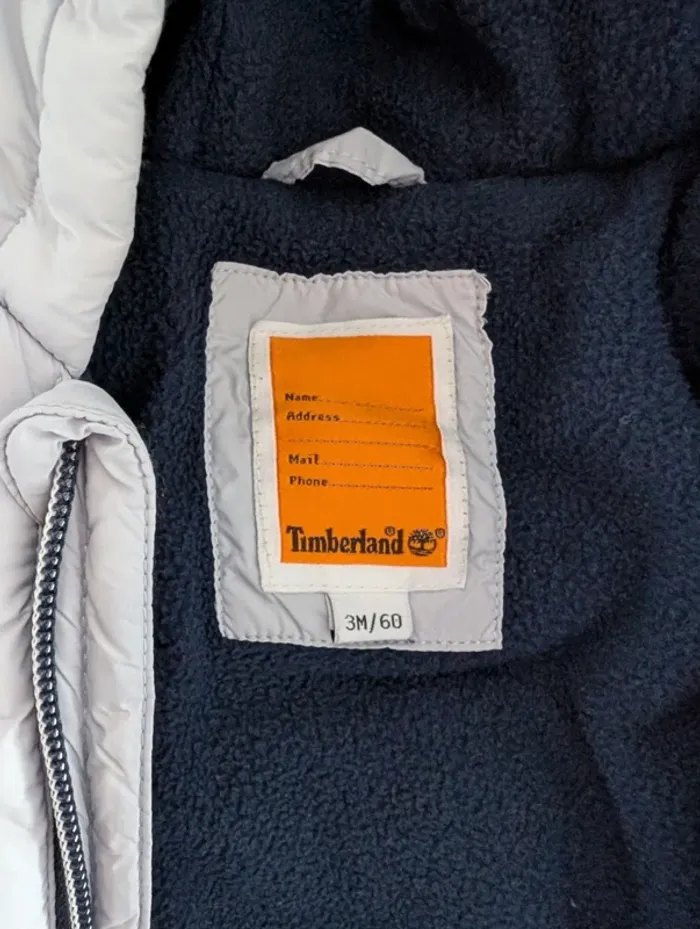 Name
Address
Mail
Phone
Timberland®®
3M/60